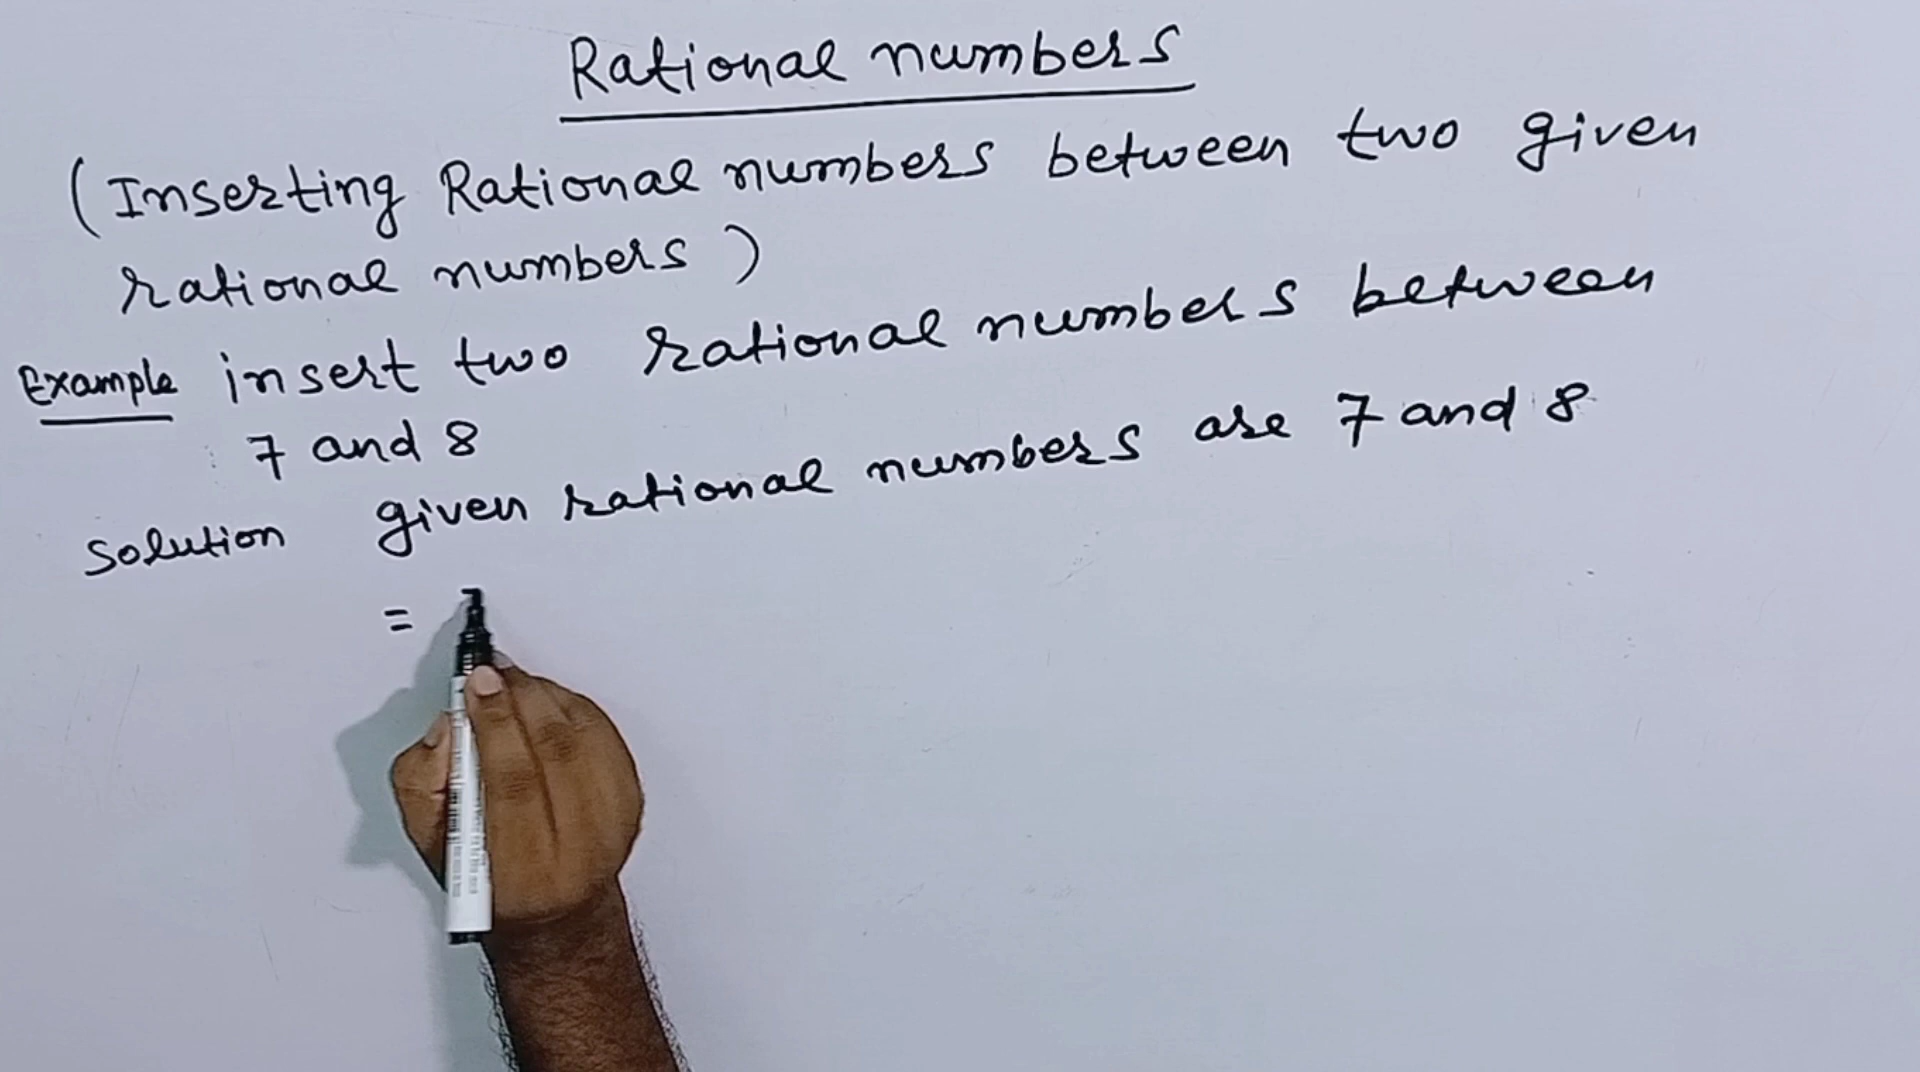 Rational numbers
(Inserting Rational numbers between two given
rational numbers)
Example insert two rational numbers between
7 and 8
Solution given rational numbers are 7 and 8
=